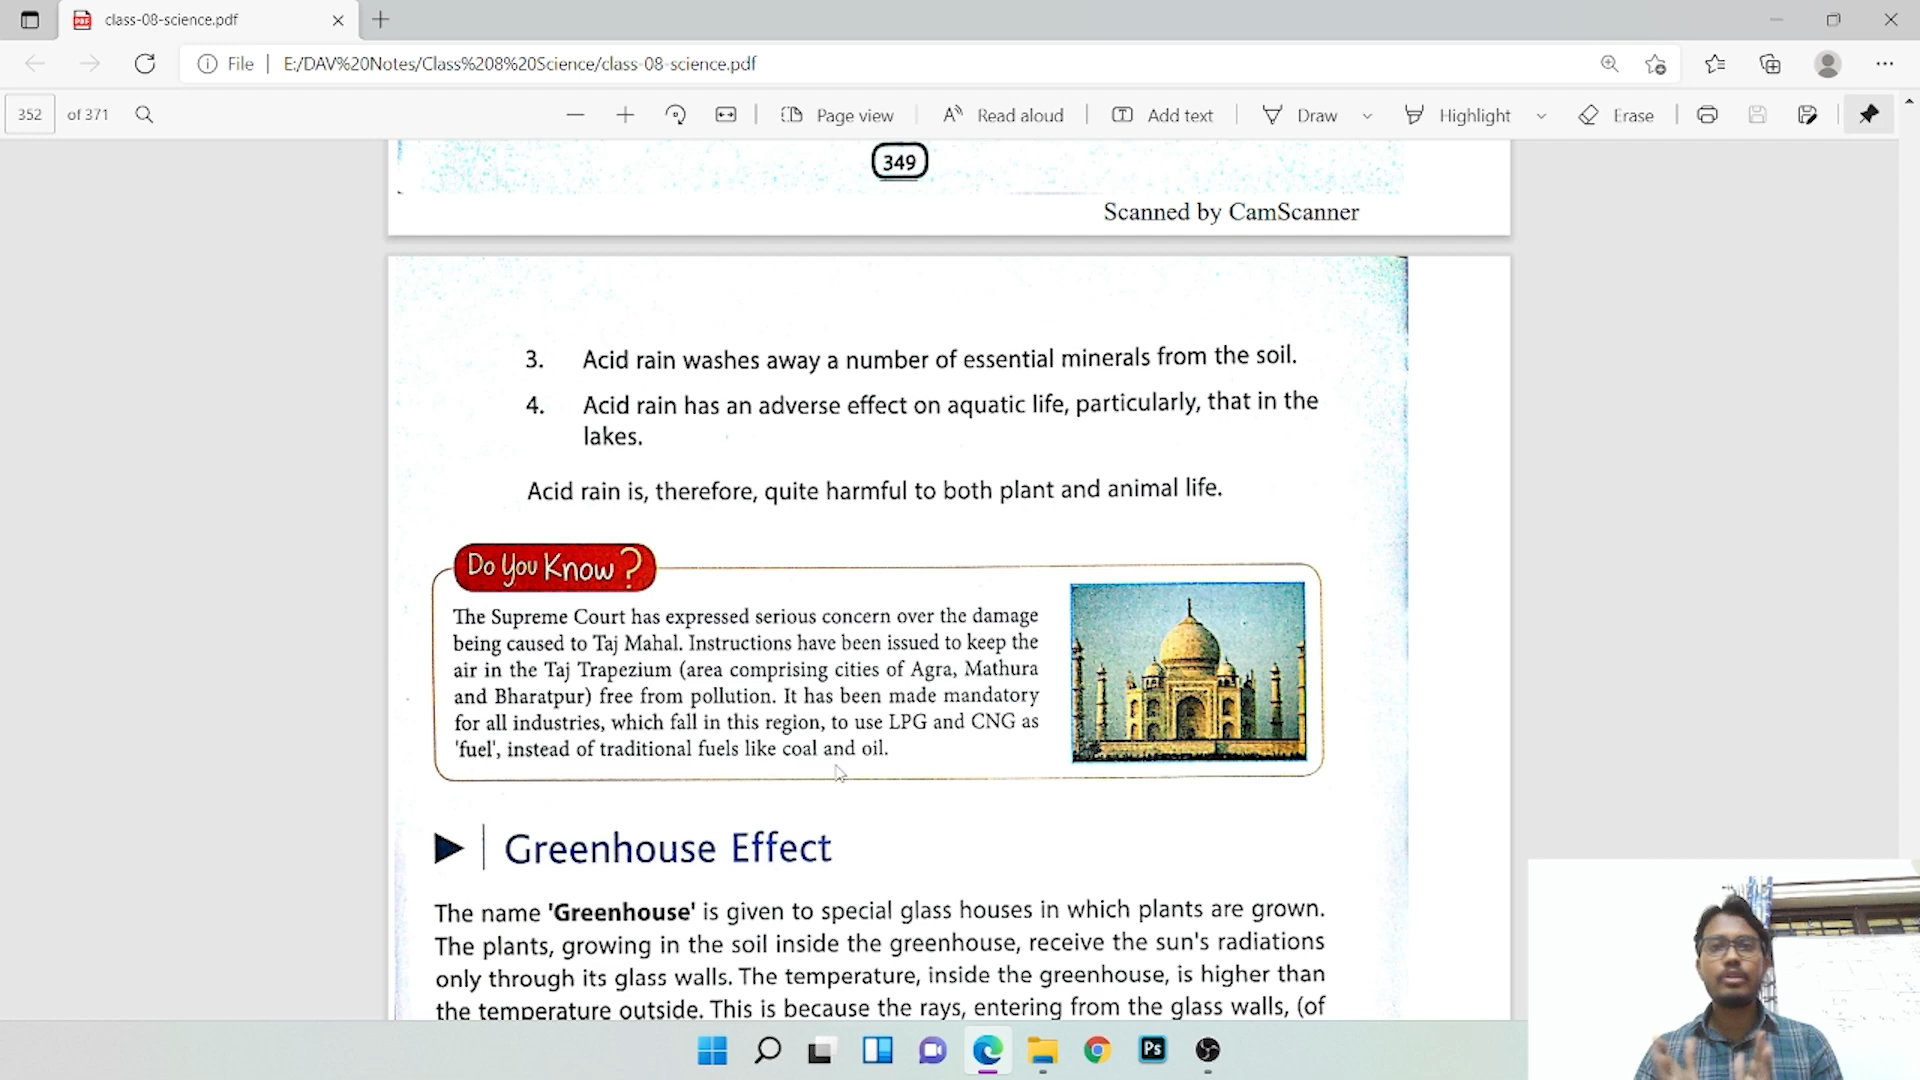 class-08-science.pdf
File
E:/DAV%20Notes/Class%208%20Science/class-08-science.pdf
352 of 371
Page view
Read aloud
Add text
Draw
Highlight
Erase
349
Scanned by CamScanner
3. Acid rain washes away a number of essential minerals from the soil.
4. Acid rain has an adverse effect on aquatic life, particularly, that in the
lakes.
Acid rain is, therefore, quite harmful to both plant and animal life.
Do You Know ?
The Supreme Court has expressed serious concern over the damage
being caused to Taj Mahal. Instructions have been issued to keep the
air in the Taj Trapezium (area comprising cities of Agra, Mathura
and Bharatpur) free from pollution. It has been made mandatory
for all industries, which fall in this region, to use LPG and CNG as
'fuel', instead of traditional fuels like coal and oil.
Greenhouse Effect
The name 'Greenhouse' is given to special glass houses in which plants are grown.
The plants, growing in the soil inside the greenhouse, receive the sun's radiations
only through its glass walls. The temperature, inside the greenhouse, is higher than
the temperature outside. This is because the rays, entering from the glass walls, (of
Ps